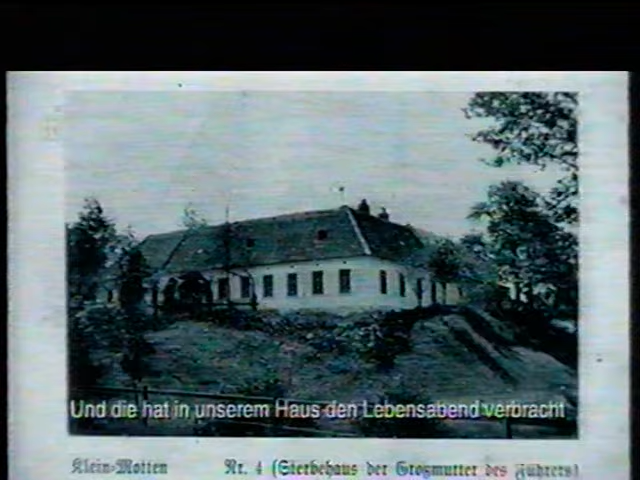 Und die hat in unserem Haus den Lebensabend verbracht
Klein-Motten Nr. 4 (Sterbehaus der Großmutter des Führers)